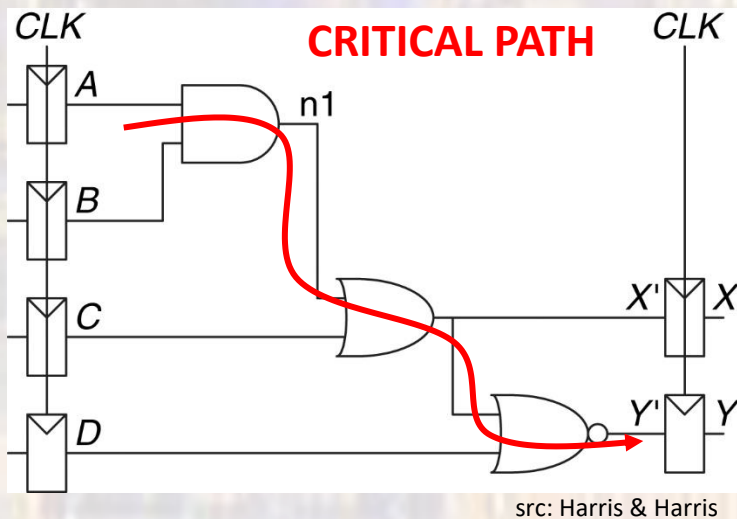 CLK
CRITICAL PATH
CLK
A
n1
B
C
X'
X
D
Y'
Y
src: Harris & Harris